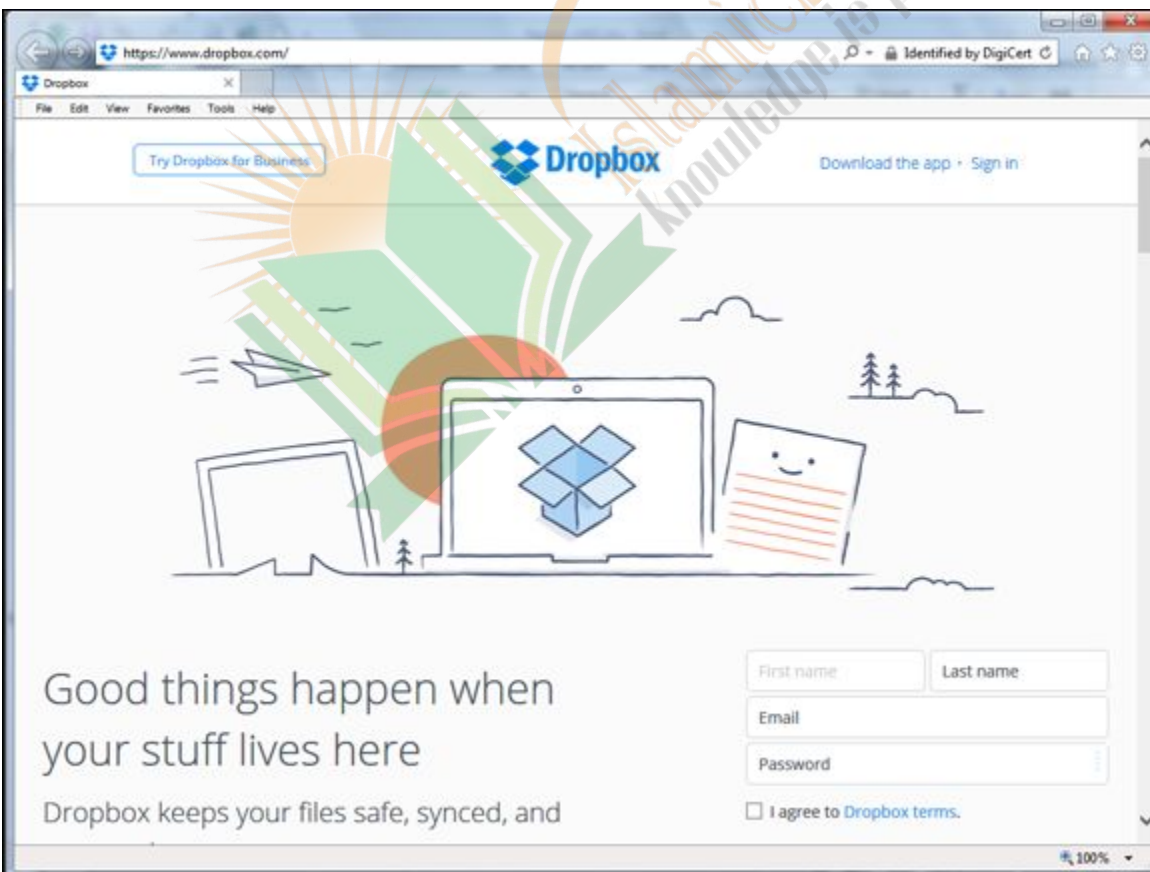 https://www.dropbox.com/
Identified by DigiCert
Dropbox
File Edit View Favorites Tools Help
Try Dropbox for Business
Dropbox
Download the app · Sign in
knowledge is
Good things happen when
your stuff lives here
Dropbox keeps your files safe, synced, and
First name
Last name
Email
Password
I agree to Dropbox terms.
100%